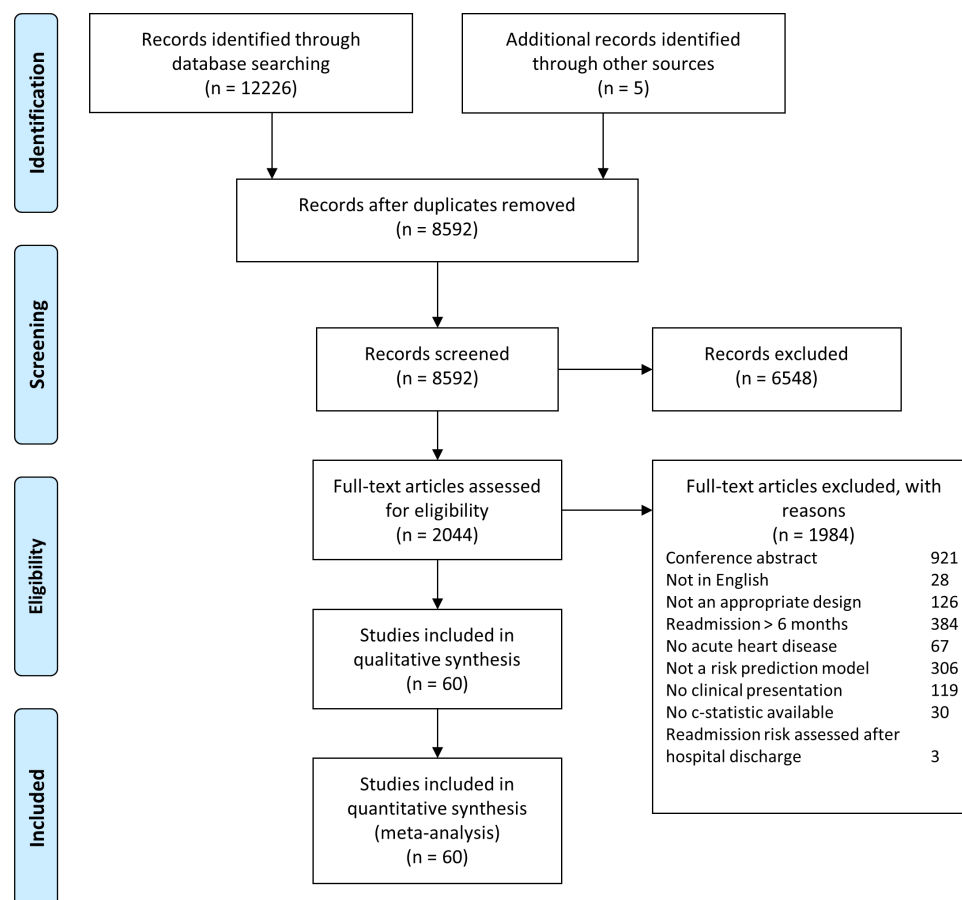 Identification
Records identified through
database searching
(n = 12226)
Additional records identified
through other sources
(n = 5)
Records after duplicates removed
(n = 8592)
Screening
Records screened
(n = 8592)
Records excluded
(n = 6548)
Eligibility
Full-text articles assessed
for eligibility
(n = 2044)
Full-text articles excluded, with
reasons
(n = 1984)
Conference abstract 921
Not in English 28
Not an appropriate design 126
Readmission > 6 months 384
No acute heart disease 67
Not a risk prediction model 306
No clinical presentation 119
No c-statistic available 30
Readmission risk assessed after
hospital discharge 3
Studies included in
qualitative synthesis
(n = 60)
Included
Studies included in
quantitative synthesis
(meta-analysis)
(n = 60)